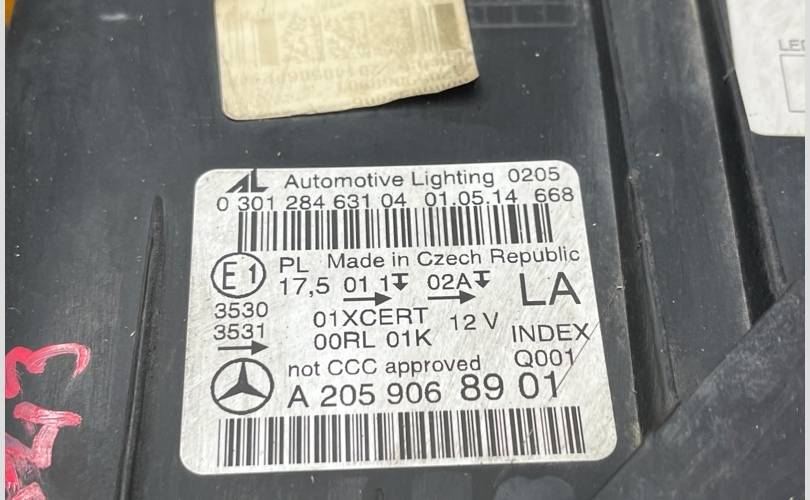 AL Automotive Lighting 0205
0 301 284 631 04 01.05.14 668
E1 PL Made in Czech Republic
17,5 01 1 02A LA
3530 01XCERT 12 V
3531 00RL 01K INDEX
not CCC approved Q001
A 205 906 89 01